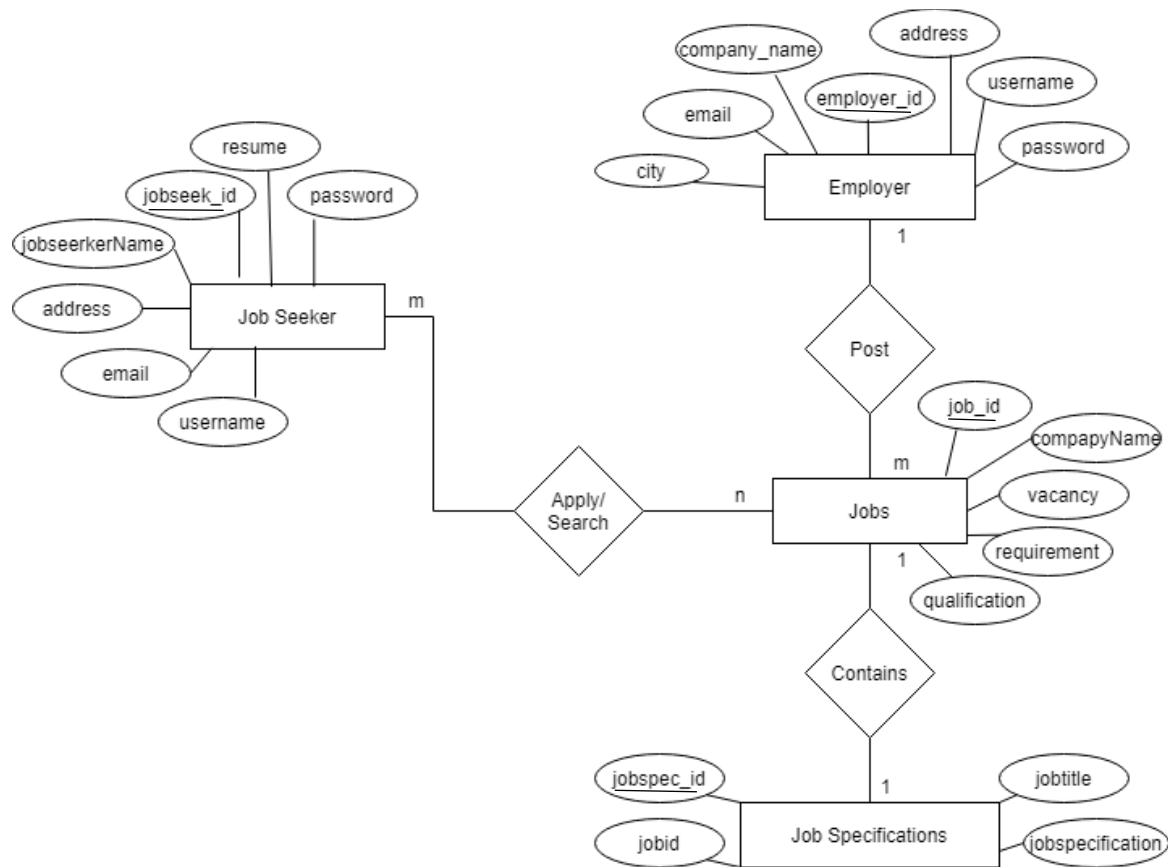 address
company_name
username
employer_id
email
password
city
Employer
resume
jobseek_id
password
jobseerkerName
address
Job Seeker
email
username
m
1
Post
job_id
compapyName
m
vacancy
Apply/
Search
n
Jobs
requirement
1
qualification
Contains
jobspec_id
1
jobtitle
Job Specifications
jobid
jobspecification